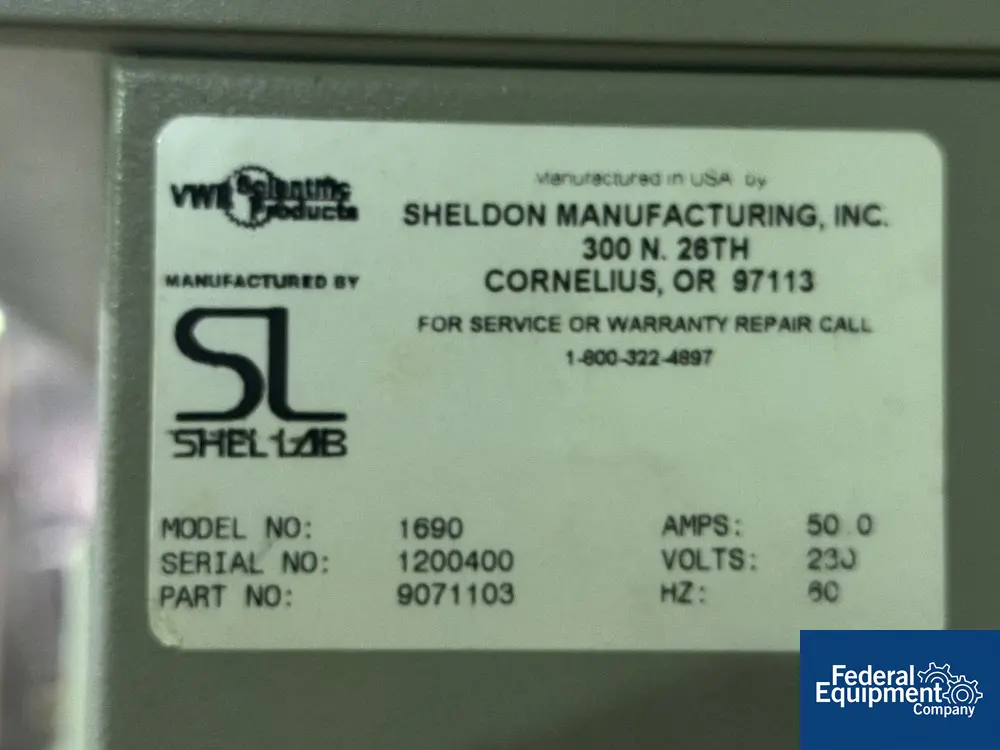 VWR Scientific Products
MANUFACTURED BY
SL
SHEL LAB
Manufactured in USA by
SHELDON MANUFACTURING, INC.
300 N. 26TH
CORNELIUS, OR 97113
FOR SERVICE OR WARRANTY REPAIR CALL
1-800-322-4897
MODEL NO: 1690 AMPS: 50.0
SERIAL NO: 1200400 VOLTS: 230
PART NO: 9071103 HZ: 60
Federal
Equipment
Company